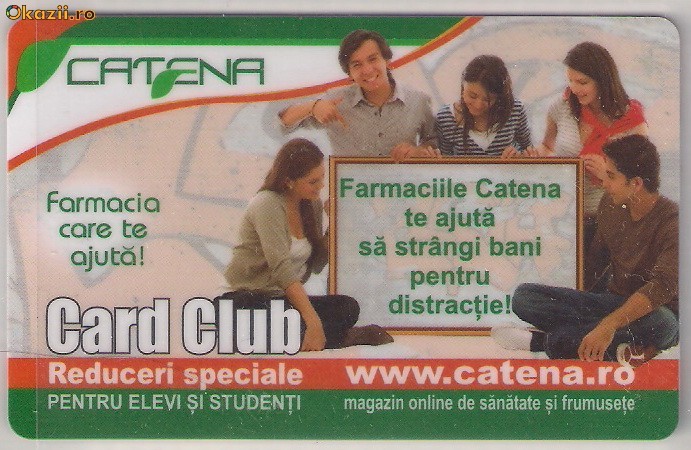 Okazii.ro
CATENA
Farmacia
care te
ajută!
Farmaciile Catena
te ajută
să strângi bani
pentru
distracție!
Card Club
Reduceri speciale
PENTRU ELEVI ȘI STUDENȚI
www.catena.ro
magazin online de sănătate și frumusețe